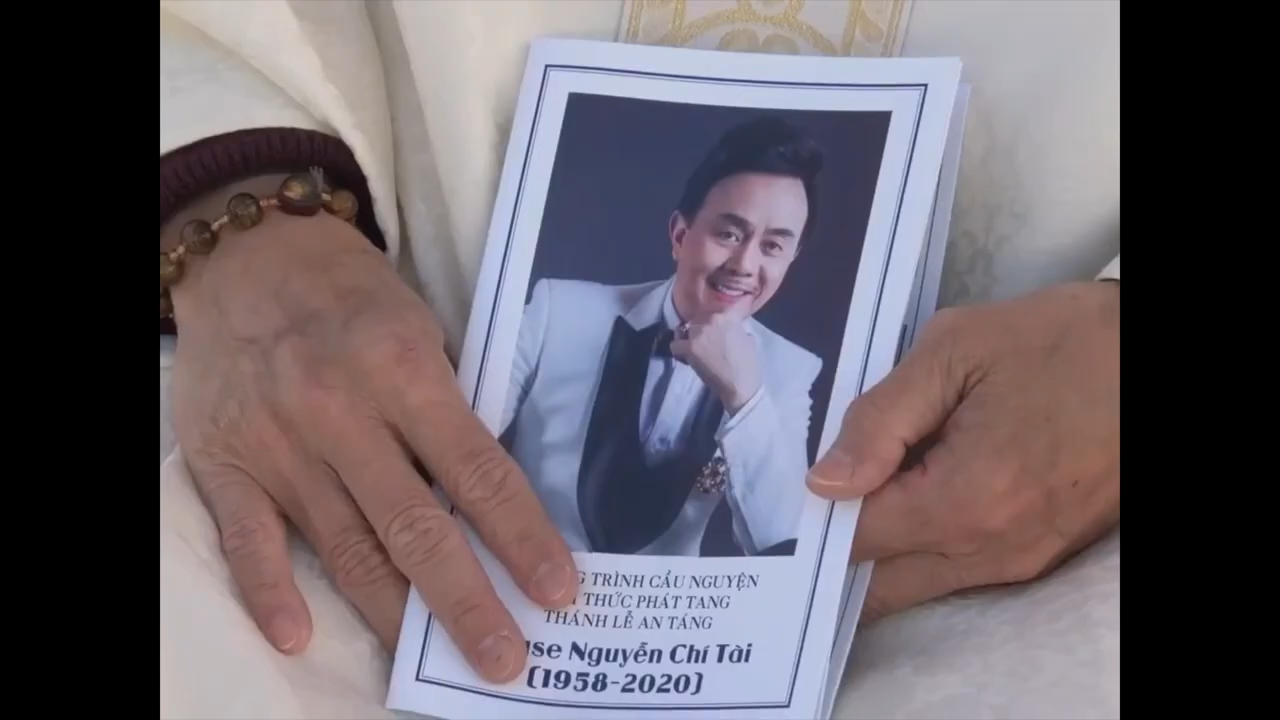 TRÌNH CẦU NGUYỆN
THỨC PHÁT TANG
THÁNH LỄ AN TÁNG
Nguyễn Chí Tài
(1958-2020)